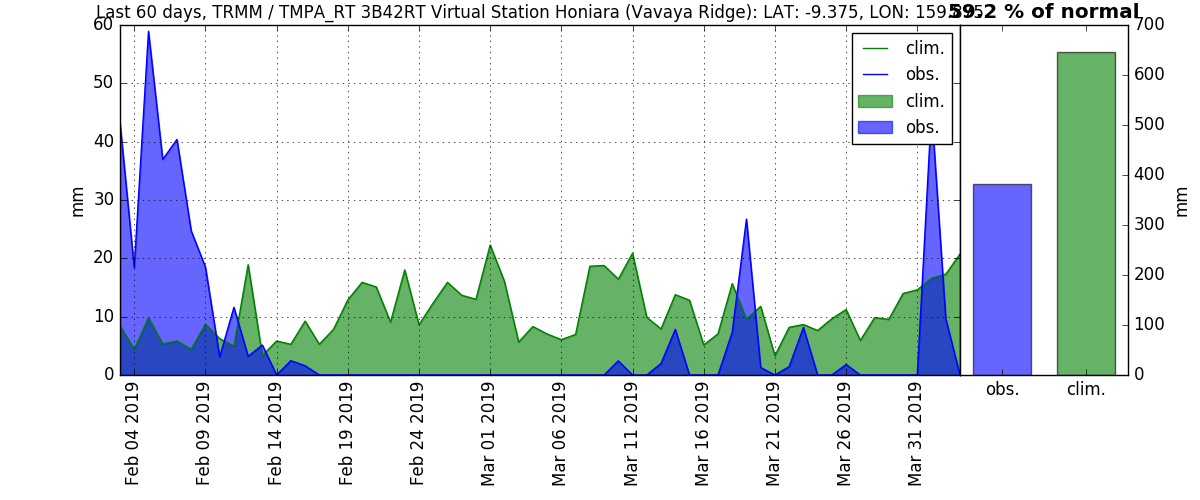 Last 60 days, TRMM / TMPA_RT 3B42RT Virtual Station Honiara (Vavaya Ridge): LAT: -9.375, LON:
59.2 % of normal
60
50
40
30
20
10
0
mm
clim.
obs.
clim.
obs.
700
600
500
400
300
200
100
0
mm
Feb 04 2019
Feb 09 2019
Feb 14 2019
Feb 19 2019
Feb 24 2019
Mar 01 2019
Mar 06 2019
Mar 11 2019
Mar 16 2019
Mar 21 2019
Mar 26 2019
Mar 31 2019
obs.
clim.